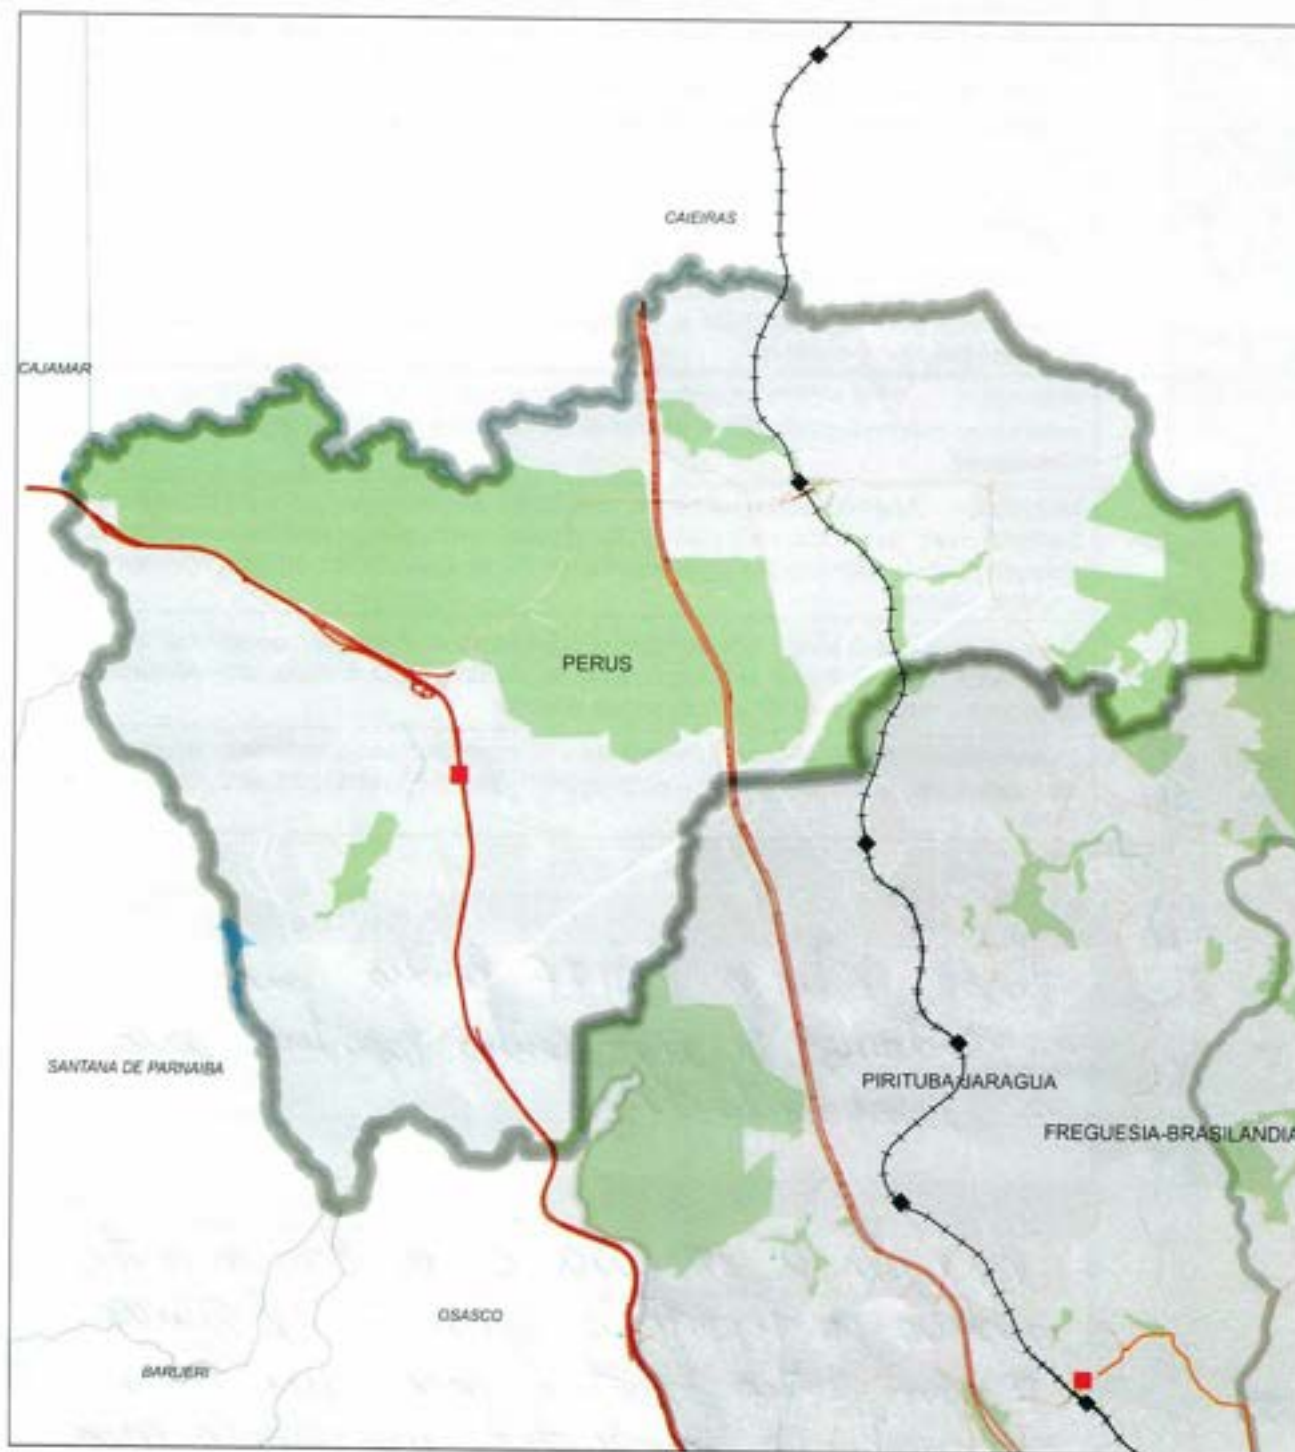 CAIEIRAS
CAJAMAR
PERUS
SANTANA DE PARNAIBA
PIRITUBA-JARAGUA
FREGUESIA-BRASILANDIA
OSASCO
BARUERI